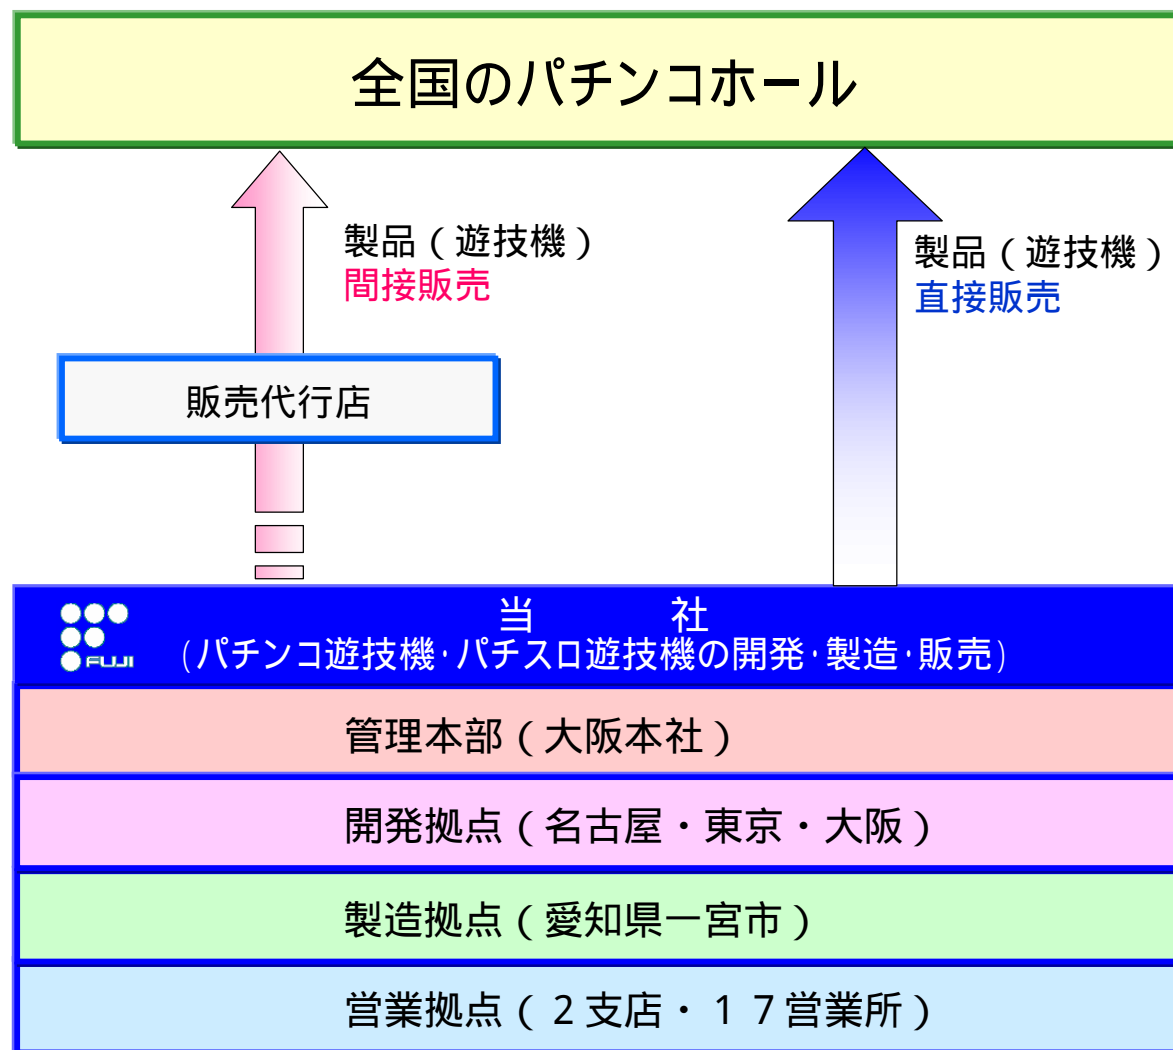 全国のパチンコホール
製品（遊技機）
間接販売
製品（遊技機）
直接販売
販売代行店
当　　社
FUJI
(パチンコ遊技機・パチスロ遊技機の開発・製造・販売)
管理本部（大阪本社）
開発拠点（名古屋・東京・大阪）
製造拠点（愛知県一宮市）
営業拠点（２支店・１７営業所）